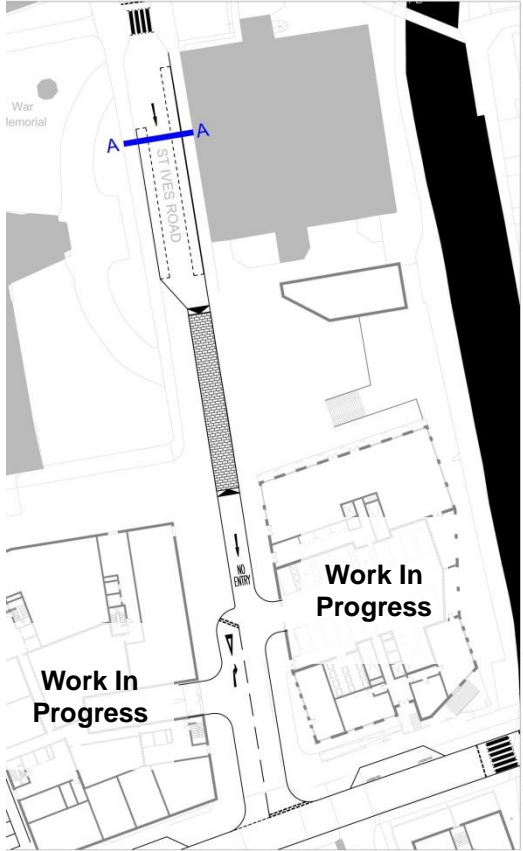 War
Memorial
A
A
ST IVES ROAD
NO
ENTRY
Work In
Progress
Work In
Progress